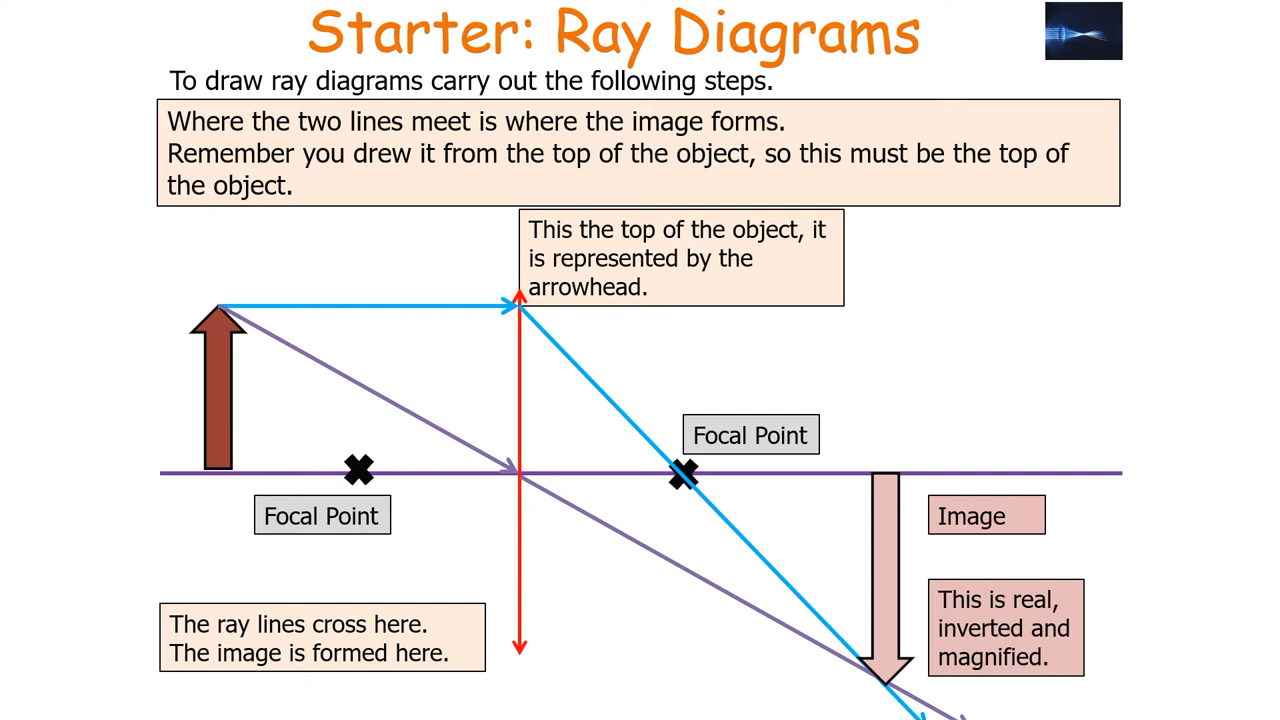 Starter: Ray Diagrams
To draw ray diagrams carry out the following steps.
Where the two lines meet is where the image forms.
Remember you drew it from the top of the object, so this must be the top of
the object.
This the top of the object, it
is represented by the
arrowhead.
Focal Point
Focal Point
Image
This is real,
inverted and
magnified.
The ray lines cross here.
The image is formed here.